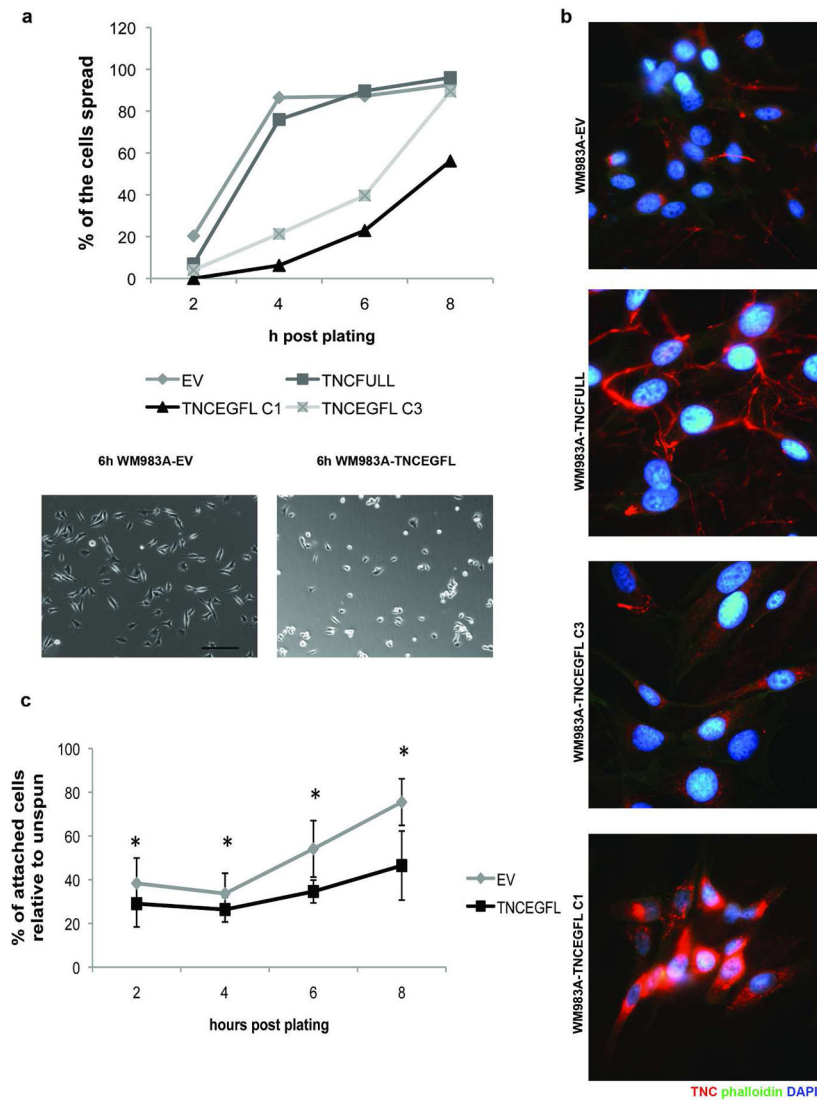 a
120
100
80
60
40
20
0
% of the cells spread
2 4 6 8
h post plating
EV TNCFULL
TNCEGFL C1 TNCEGFL C3
6h WM983A-EV 6h WM983A-TNCEGFL
b
WM983A-EV
WM983A-TNCFULL
WM983A-TNCEGFL C3
WM983A-TNCEGFL C1
TNC phalloidin DAPI
c
100
80
60
40
20
0
% of attached cells
relative to unspun
* * * *
2 4 6 8
hours post plating
EV
TNCEGFL